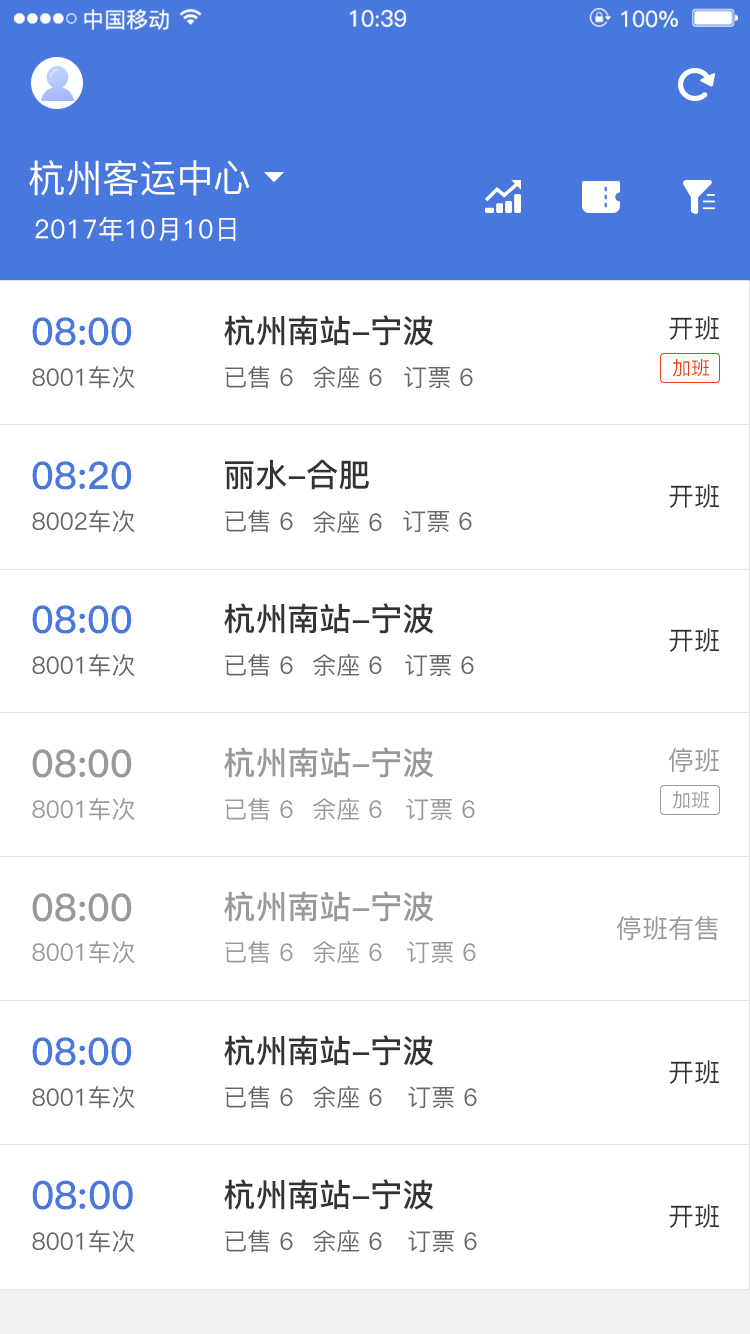 中国移动 10:39 100%
杭州客运中心
2017年10月10日
08:00 杭州南站–宁波 开班
8001车次 已售 6 余座 6 订票 6 加班
08:20 丽水–合肥 开班
8002车次 已售 6 余座 6 订票 6
08:00 杭州南站–宁波 开班
8001车次 已售 6 余座 6 订票 6
08:00 杭州南站–宁波 停班
8001车次 已售 6 余座 6 订票 6 加班
08:00 杭州南站–宁波 停班有售
8001车次 已售 6 余座 6 订票 6
08:00 杭州南站–宁波 开班
8001车次 已售 6 余座 6 订票 6
08:00 杭州南站–宁波 开班
8001车次 已售 6 余座 6 订票 6